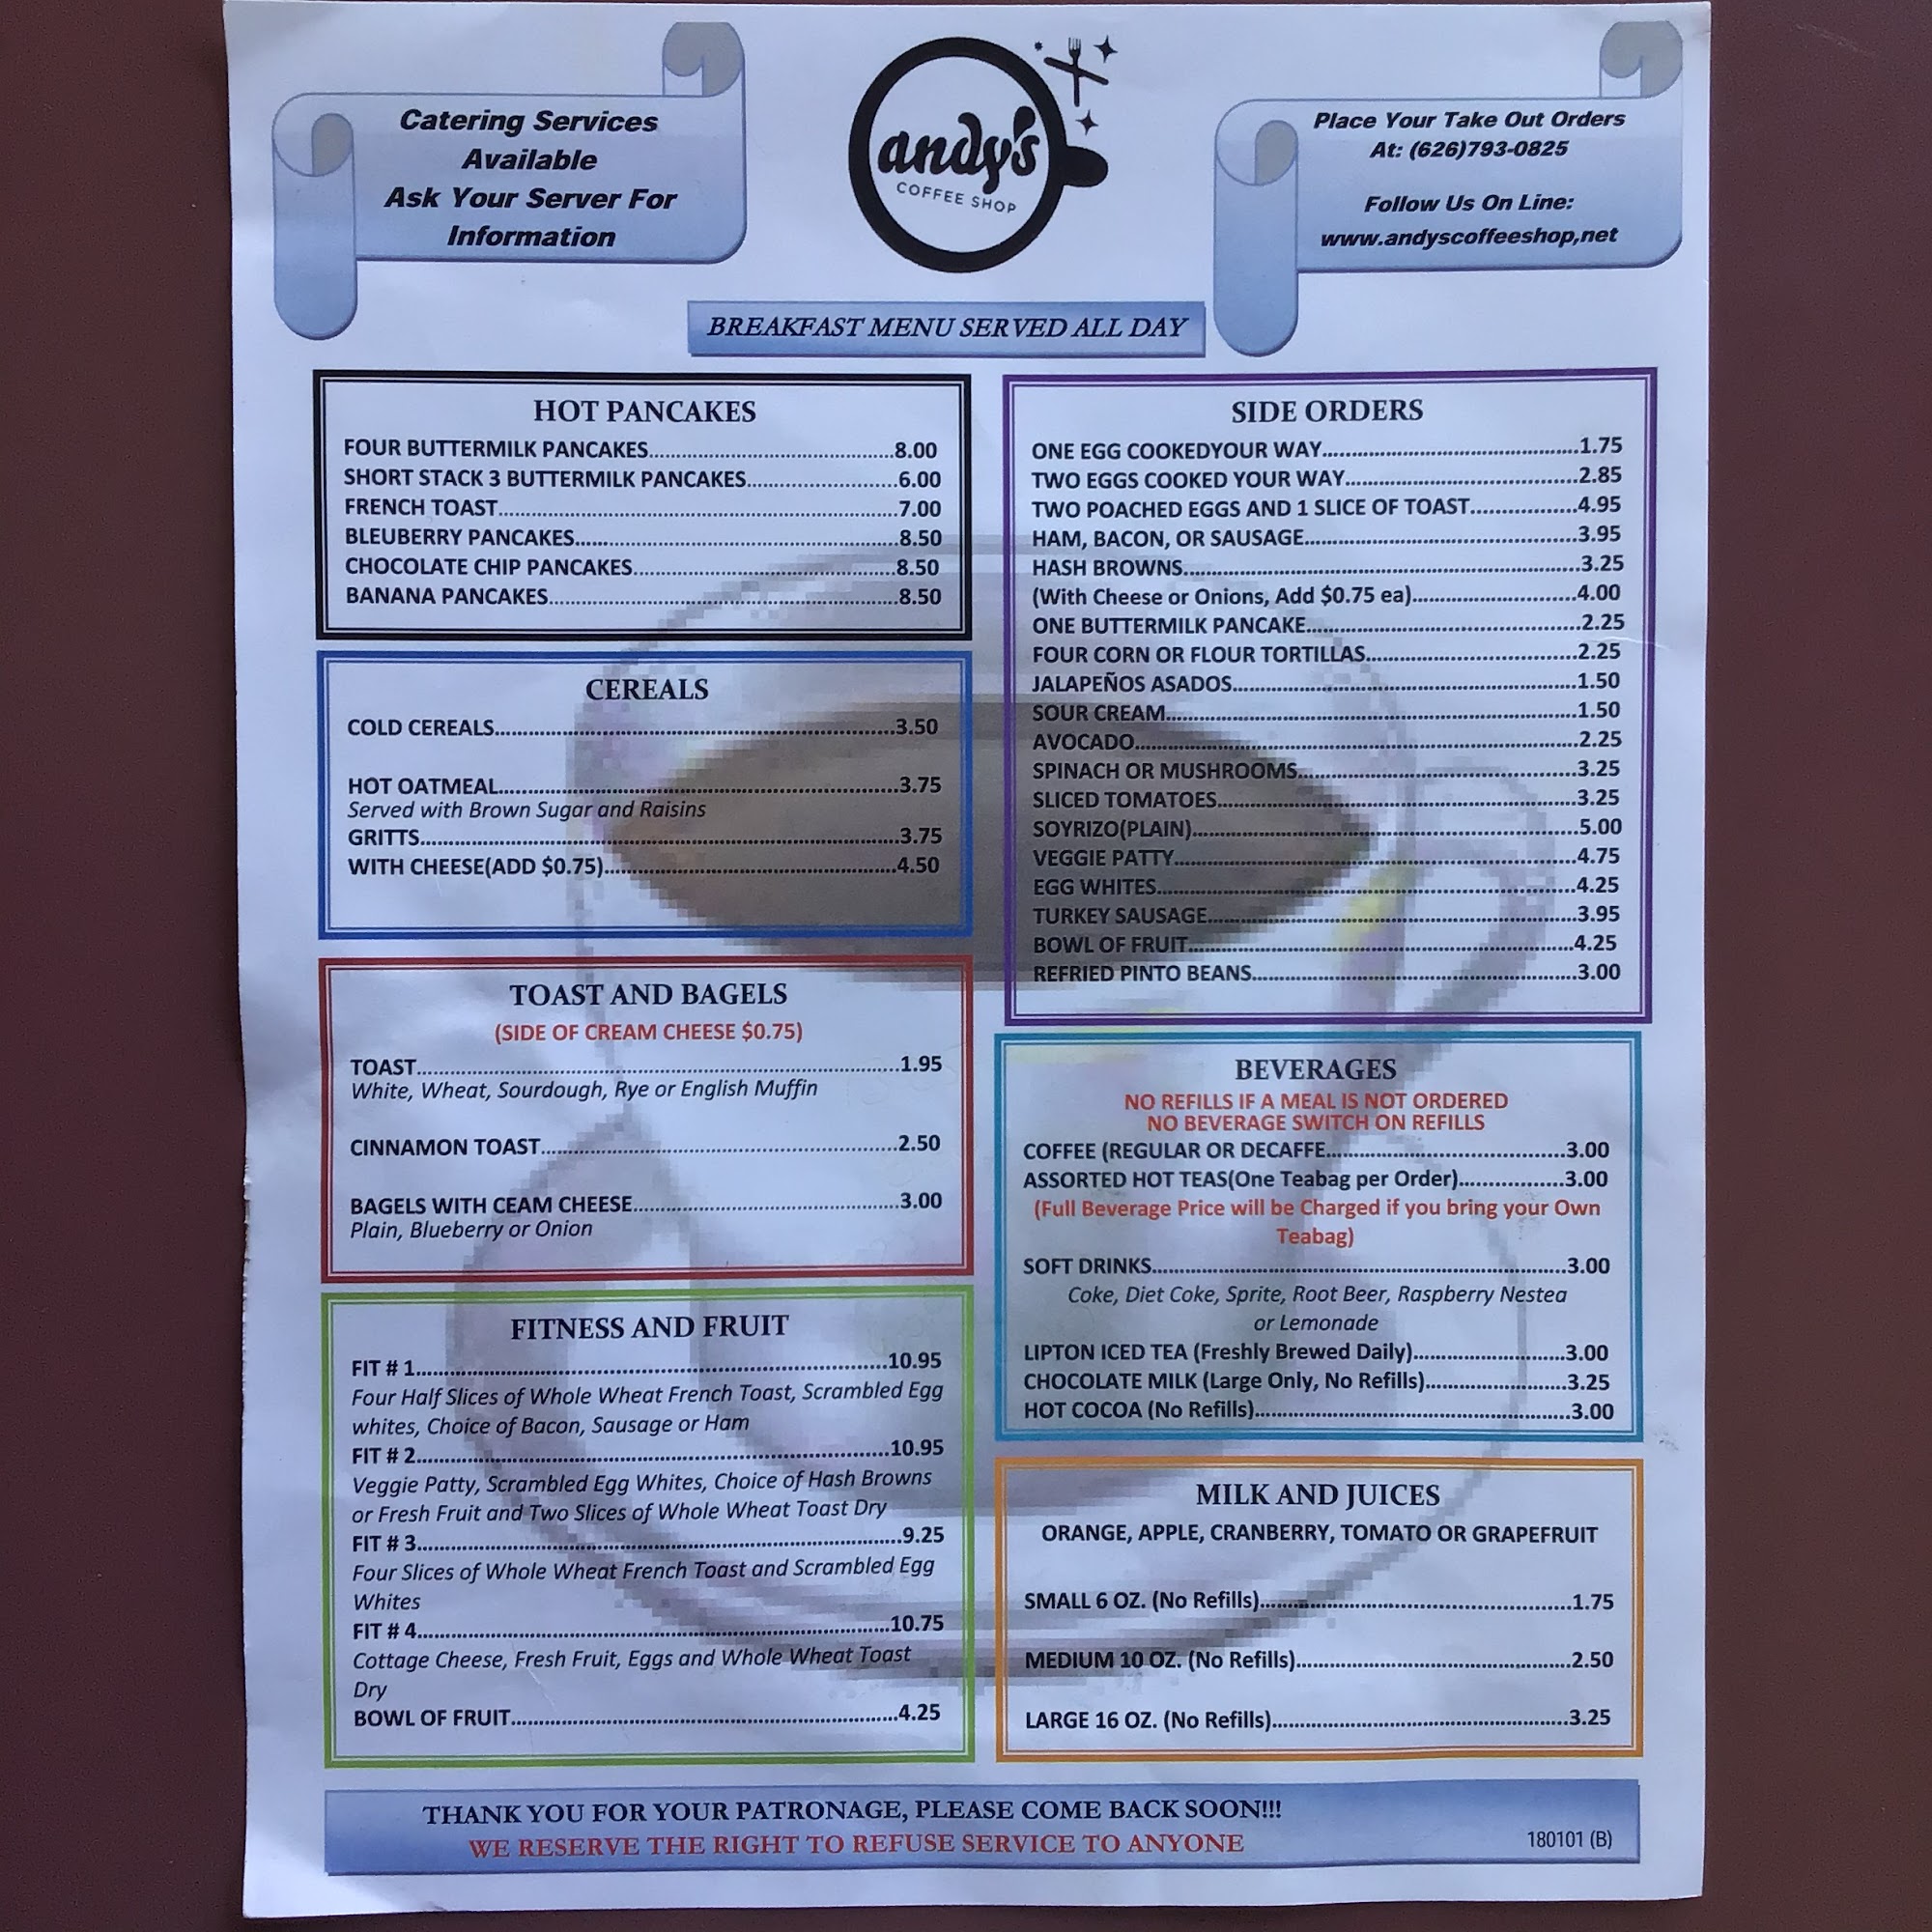 Catering Services
Available
Ask Your Server For
Information
andy's
COFFEE SHOP
Place Your Take Out Orders
At: (626)793-0825
Follow Us On Line:
www.andyscoffeeshop,net
BREAKFAST MENU SERVED ALL DAY
HOT PANCAKES
FOUR BUTTERMILK PANCAKES..........8.00
SHORT STACK 3 BUTTERMILK PANCAKES..........6.00
FRENCH TOAST..........7.00
BLEUBERRY PANCAKES..........8.50
CHOCOLATE CHIP PANCAKES..........8.50
BANANA PANCAKES..........8.50
CEREALS
COLD CEREALS..........3.50
HOT OATMEAL..........3.75
Served with Brown Sugar and Raisins
GRITTS..........3.75
WITH CHEESE(ADD $0.75)..........4.50
TOAST AND BAGELS
(SIDE OF CREAM CHEESE $0.75)
TOAST..........1.95
White, Wheat, Sourdough, Rye or English Muffin
CINNAMON TOAST..........2.50
BAGELS WITH CEAM CHEESE..........3.00
Plain, Blueberry or Onion
FITNESS AND FRUIT
FIT # 1..........10.95
Four Half Slices of Whole Wheat French Toast, Scrambled Egg
whites, Choice of Bacon, Sausage or Ham
FIT # 2..........10.95
Veggie Patty, Scrambled Egg Whites, Choice of Hash Browns
or Fresh Fruit and Two Slices of Whole Wheat Toast Dry
FIT # 3..........9.25
Four Slices of Whole Wheat French Toast and Scrambled Egg
Whites
FIT # 4..........10.75
Cottage Cheese, Fresh Fruit, Eggs and Whole Wheat Toast
Dry
BOWL OF FRUIT..........4.25
SIDE ORDERS
ONE EGG COOKEDYOUR WAY..........1.75
TWO EGGS COOKED YOUR WAY..........2.85
TWO POACHED EGGS AND 1 SLICE OF TOAST..........4.95
HAM, BACON, OR SAUSAGE..........3.95
HASH BROWNS..........3.25
(With Cheese or Onions, Add $0.75 ea)..........4.00
ONE BUTTERMILK PANCAKE..........2.25
FOUR CORN OR FLOUR TORTILLAS..........2.25
JALAPEÑOS ASADOS..........1.50
SOUR CREAM..........1.50
AVOCADO..........2.25
SPINACH OR MUSHROOMS..........3.25
SLICED TOMATOES..........3.25
SOYRIZO(PLAIN)..........5.00
VEGGIE PATTY..........4.75
EGG WHITES..........4.25
TURKEY SAUSAGE..........3.95
BOWL OF FRUIT..........4.25
REFRIED PINTO BEANS..........3.00
BEVERAGES
NO REFILLS IF A MEAL IS NOT ORDERED
NO BEVERAGE SWITCH ON REFILLS
COFFEE (REGULAR OR DECAFFE..........3.00
ASSORTED HOT TEAS(One Teabag per Order)..........3.00
(Full Beverage Price will be Charged if you bring your Own
Teabag)
SOFT DRINKS..........3.00
Coke, Diet Coke, Sprite, Root Beer, Raspberry Nestea
or Lemonade
LIPTON ICED TEA (Freshly Brewed Daily)..........3.00
CHOCOLATE MILK (Large Only, No Refills)..........3.25
HOT COCOA (No Refills)..........3.00
MILK AND JUICES
ORANGE, APPLE, CRANBERRY, TOMATO OR GRAPEFRUIT
SMALL 6 OZ. (No Refills)..........1.75
MEDIUM 10 OZ. (No Refills)..........2.50
LARGE 16 OZ. (No Refills)..........3.25
THANK YOU FOR YOUR PATRONAGE, PLEASE COME BACK SOON!!!
WE RESERVE THE RIGHT TO REFUSE SERVICE TO ANYONE
180101 (B)